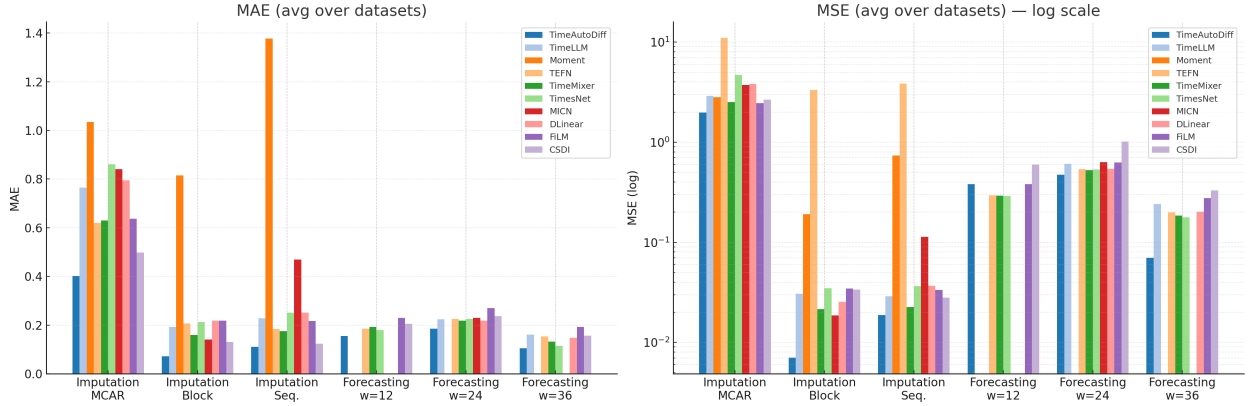 MAE (avg over datasets)
MAE
1.4
1.2
1.0
0.8
0.6
0.4
0.2
0.0
TimeAutoDiff
TimeLLM
Moment
TEFN
TimeMixer
TimesNet
MICN
DLinear
FiLM
CSDI
Imputation
MCAR
Imputation
Block
Imputation
Seq.
Forecasting
w=12
Forecasting
w=24
Forecasting
w=36
MSE (avg over datasets) — log scale
MSE (log)
10¹
10⁰
10⁻¹
10⁻²
TimeAutoDiff
TimeLLM
Moment
TEFN
TimeMixer
TimesNet
MICN
DLinear
FiLM
CSDI
Imputation
MCAR
Imputation
Block
Imputation
Seq.
Forecasting
w=12
Forecasting
w=24
Forecasting
w=36